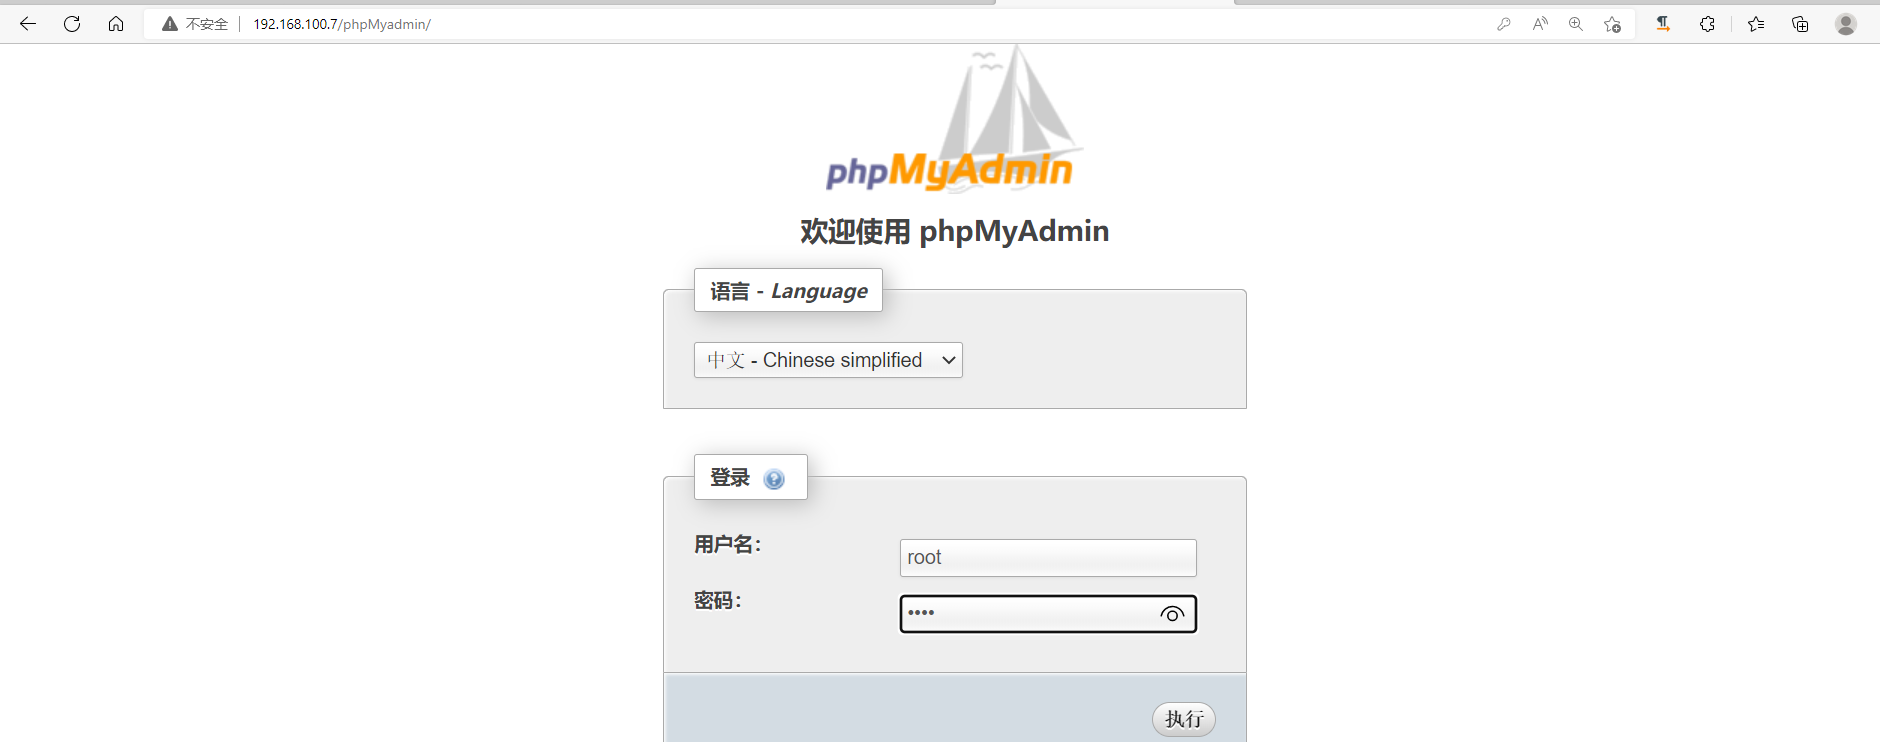 不安全 192.168.100.7/phpMyadmin/
phpMyAdmin
欢迎使用 phpMyAdmin
语言 - Language
中文 - Chinese simplified
登录
用户名：
root
密码：
••••
执行